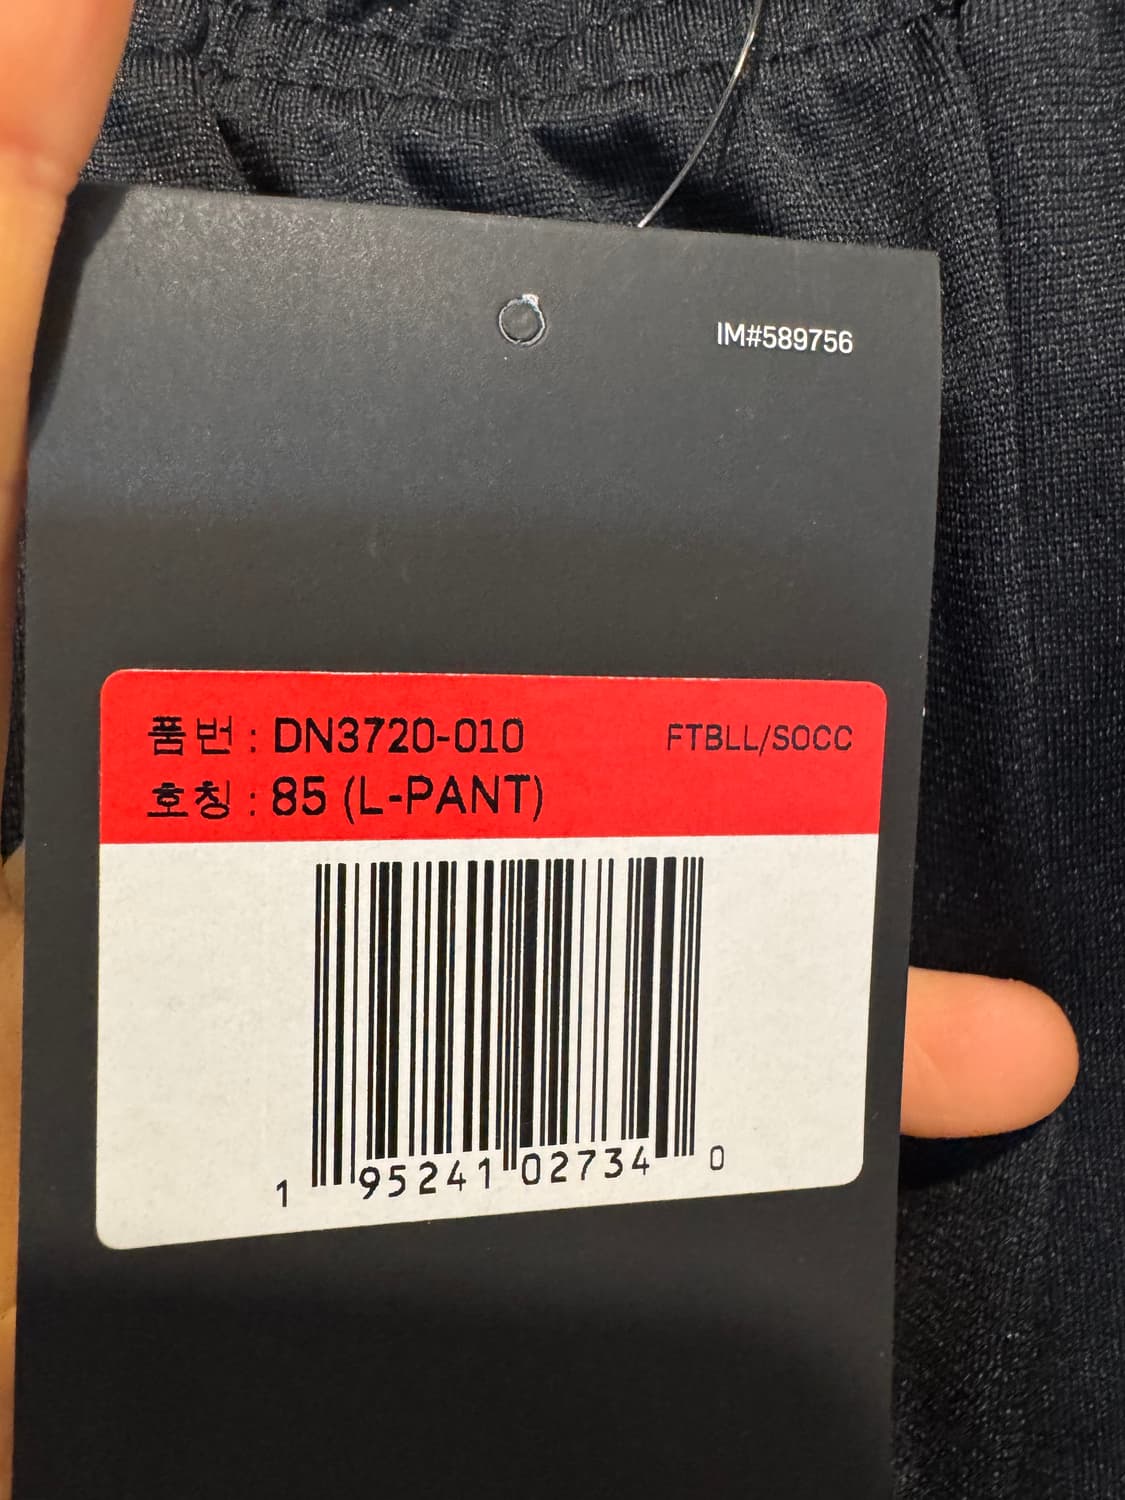 IM#589756
품번 : DN3720-010
FTBLL/SOCC
호칭 : 85 (L-PANT)
1 95241 02734 0